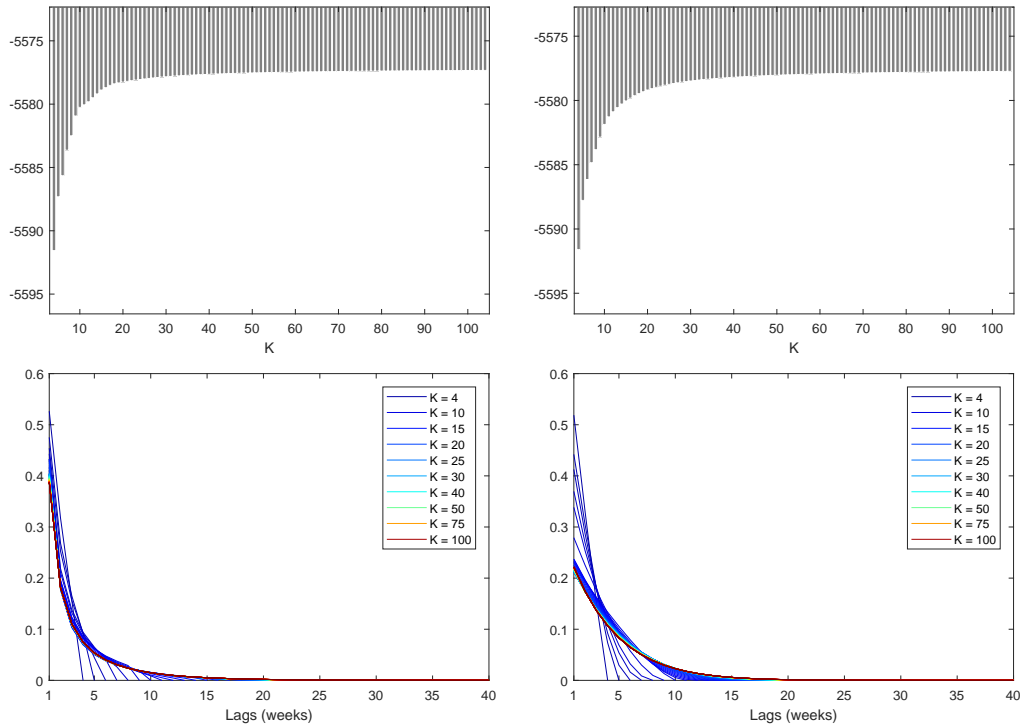 -5575
-5580
-5585
-5590
-5595
10 20 30 40 50 60 70 80 90 100
K
-5575
-5580
-5585
-5590
-5595
10 20 30 40 50 60 70 80 90 100
K
0.6
0.5
0.4
0.3
0.2
0.1
0
K = 4
K = 10
K = 15
K = 20
K = 25
K = 30
K = 40
K = 50
K = 75
K = 100
1 5 10 15 20 25 30 35 40
Lags (weeks)
0.6
0.5
0.4
0.3
0.2
0.1
0
K = 4
K = 10
K = 15
K = 20
K = 25
K = 30
K = 40
K = 50
K = 75
K = 100
1 5 10 15 20 25 30 35 40
Lags (weeks)